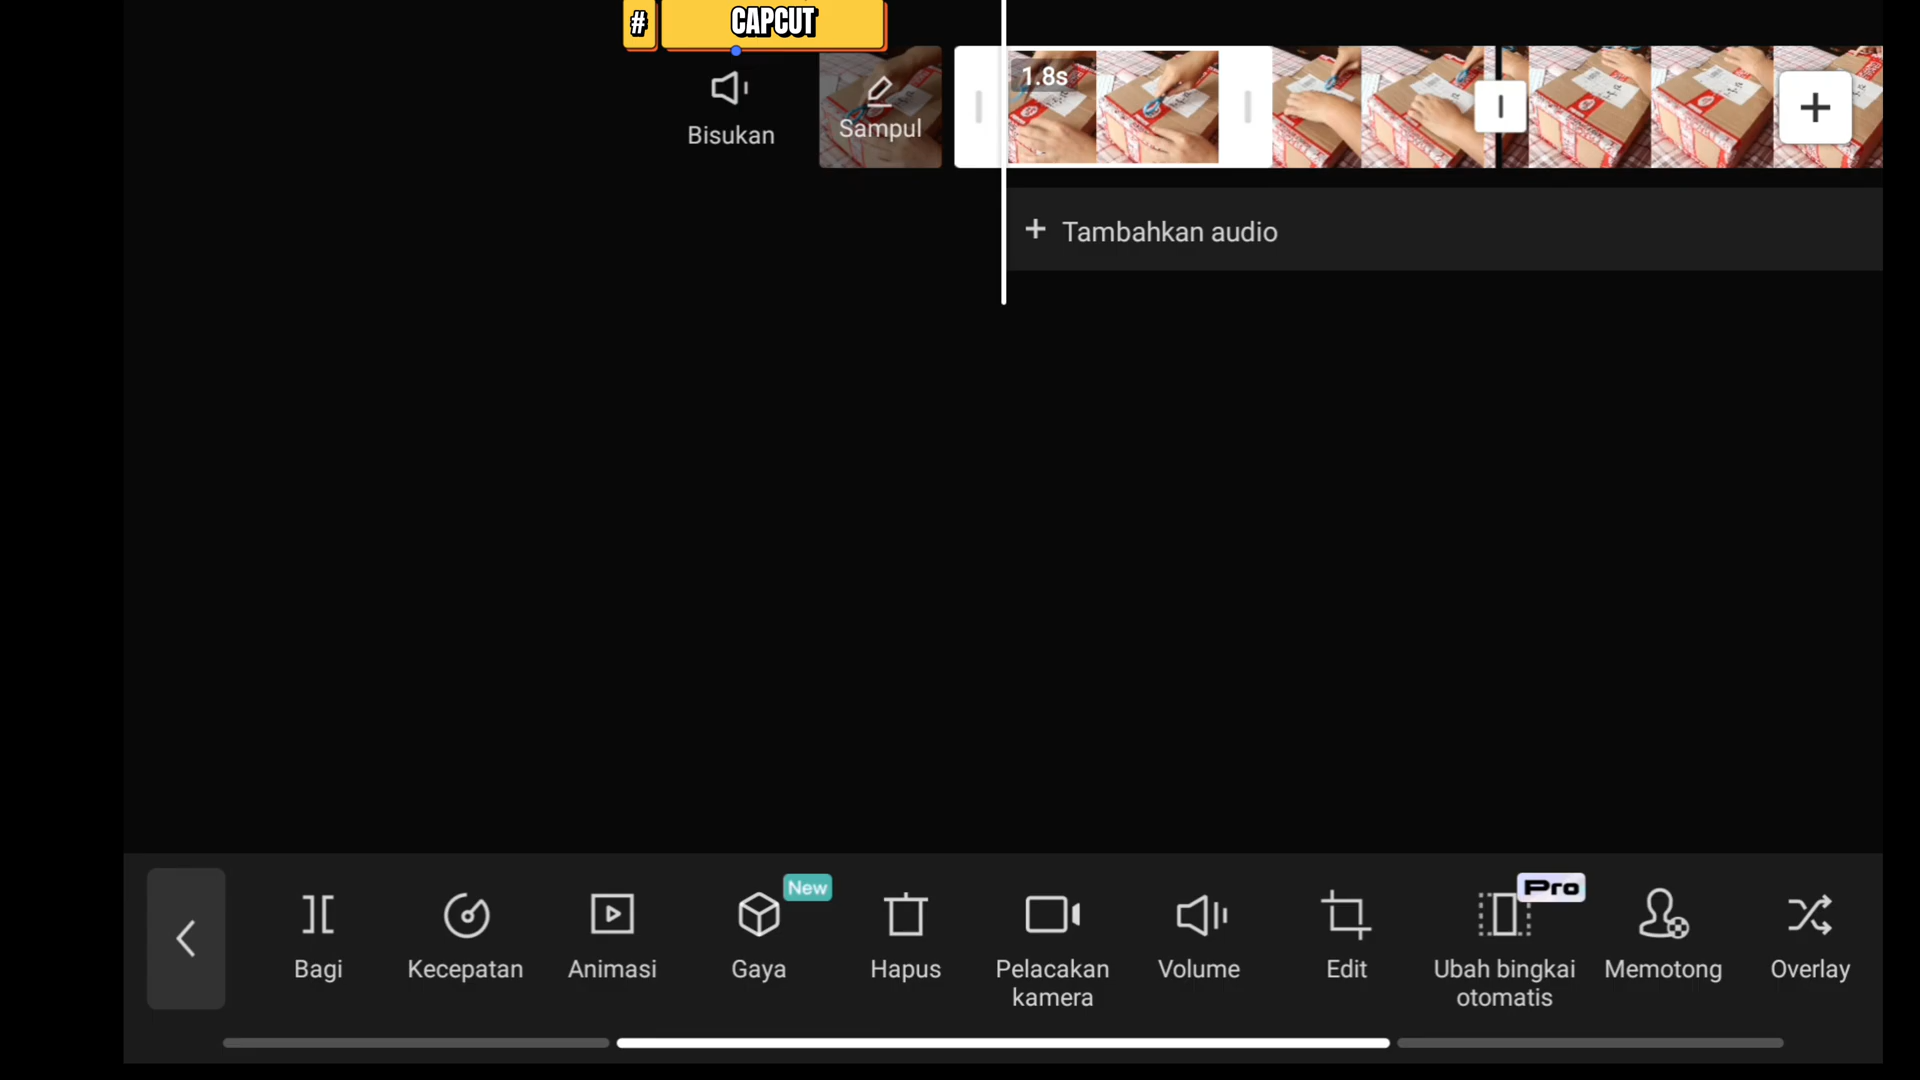 # CAPCUT
Bisukan
Sampul
1.8s
+ Tambahkan audio
New
Pro
Bagi
Kecepatan
Animasi
Gaya
Hapus
Pelacakan
kamera
Volume
Edit
Ubah bingkai
otomatis
Memotong
Overlay